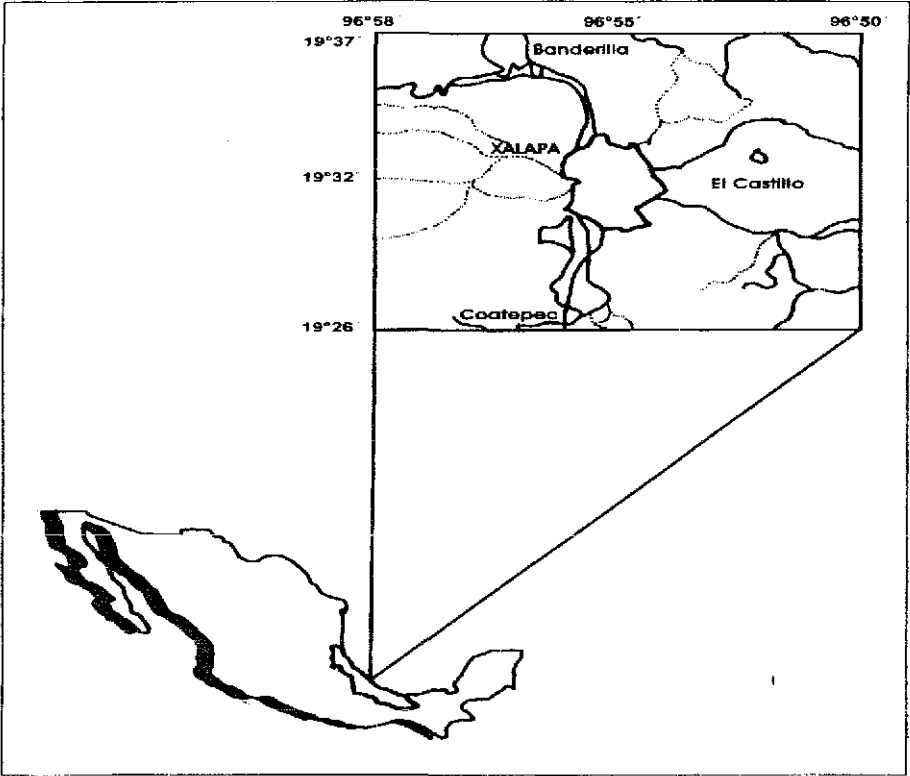 96°58' 96°55' 96°50'
19°37'
Banderilla
XALAPA
19°32'
El Castillo
Coatepec
19°26'